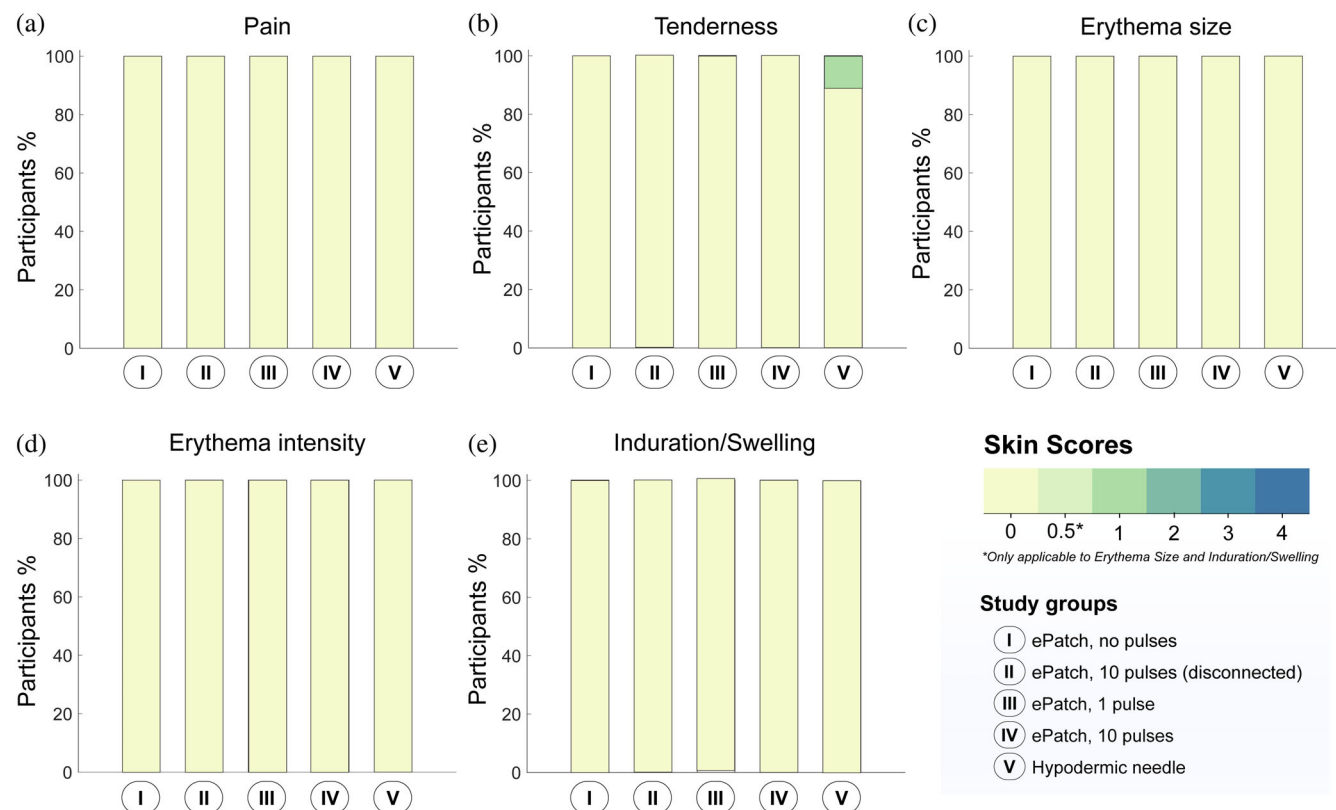 (a) Pain
Participants %
100
80
60
40
20
0
I II III IV V
(b) Tenderness
Participants %
100
80
60
40
20
0
I II III IV V
(c) Erythema size
Participants %
100
80
60
40
20
0
I II III IV V
(d) Erythema intensity
Participants %
100
80
60
40
20
0
I II III IV V
(e) Induration/Swelling
Participants %
100
80
60
40
20
0
I II III IV V
Skin Scores
0 0.5* 1 2 3 4
*Only applicable to Erythema Size and Induration/Swelling
Study groups
I ePatch, no pulses
II ePatch, 10 pulses (disconnected)
III ePatch, 1 pulse
IV ePatch, 10 pulses
V Hypodermic needle